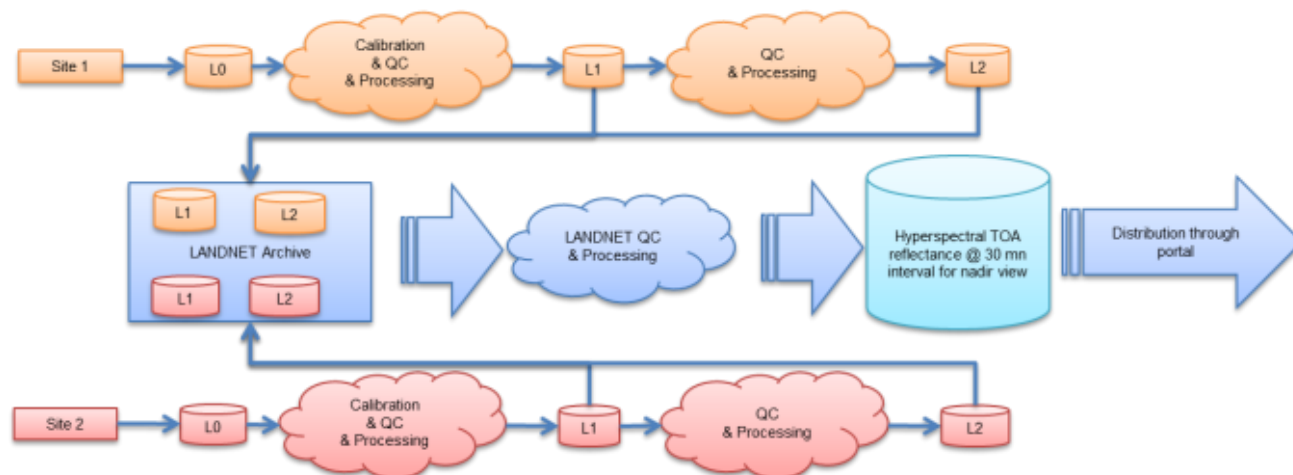 Site 1
L0
Calibration
& QC
& Processing
L1
QC
& Processing
L2
L1
L2
LANDNET Archive
L1
L2
LANDNET QC
& Processing
Hyperspectral TOA
reflectance @ 30 mn
interval for nadir view
Distribution through
portal
Site 2
L0
Calibration
& QC
& Processing
L1
QC
& Processing
L2